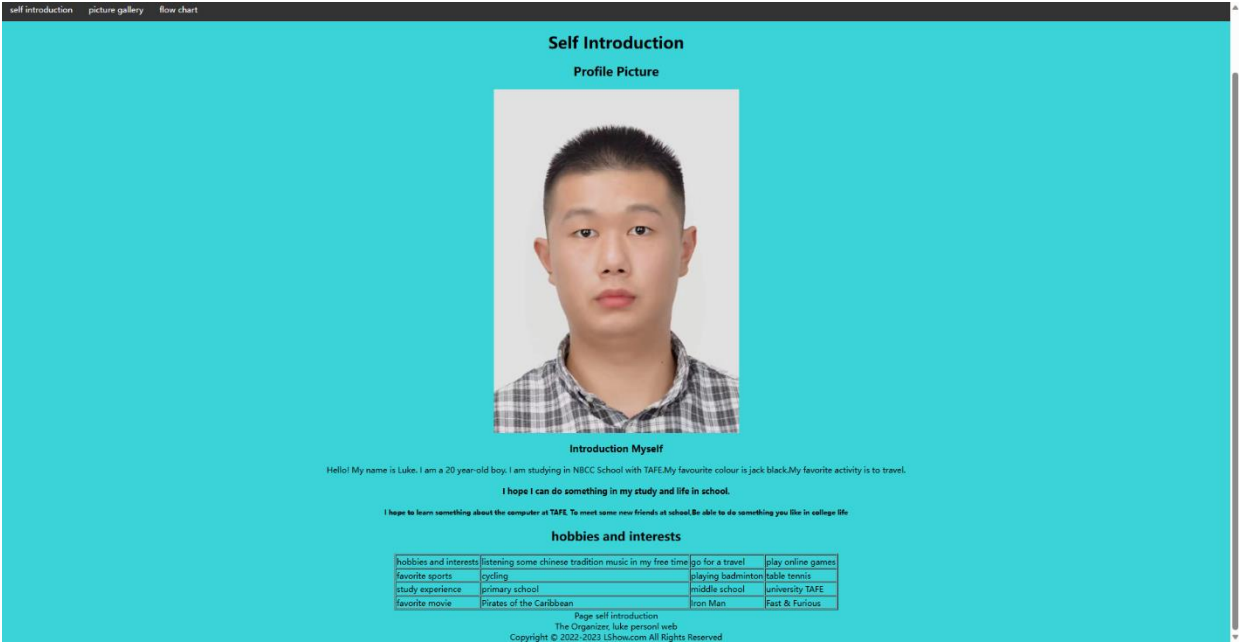 self introduction picture gallery flow chart
Self Introduction
Profile Picture
Introduction Myself
Hello! My name is Luke. I am a 20 year-old boy. I am studying in NBCC School with TAFE.My favourite colour is jack black.My favorite activity is to travel.
I hope I can do something in my study and life in school.
I hope to learn something about the computer at TAFE. To meet some new friends at school.Be able to do something you like in college life
hobbies and interests
hobbies and interests listening some chinese tradition music in my free time go for a travel play online games
favorite sports cycling playing badminton table tennis
study experience primary school middle school university TAFE
favorite movie Pirates of the Caribbean Iron Man Fast & Furious
Page self introduction
The Organizer, luke personl web
Copyright © 2022-2023 LShow.com All Rights Reserved